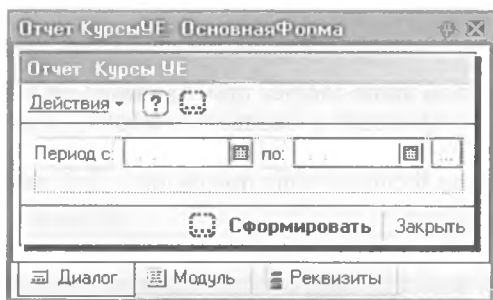 Отчет КурсыУЕ: ОсновнаяФорма
Отчет Курсы УЕ
Действия ?
Период с: . . по: . . ...
Сформировать Закрыть
Диалог Модуль Реквизиты